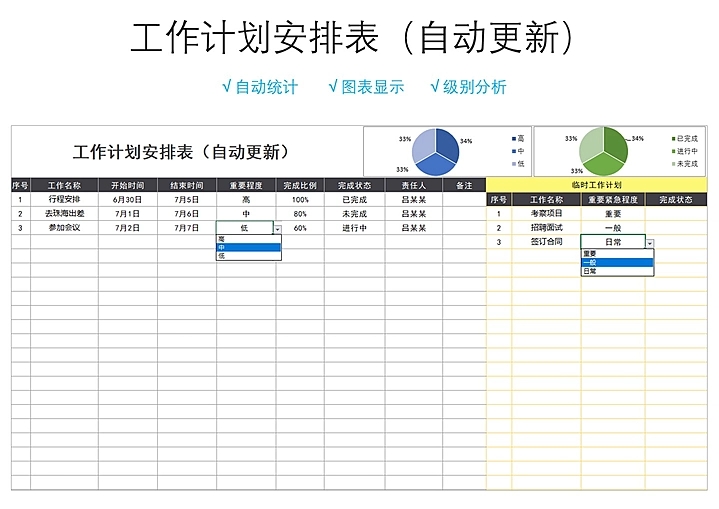 工作计划安排表（自动更新）
√自动统计 √图表显示 √级别分析
工作计划安排表（自动更新）
33% 34% 33% 高 中 低
33% 34% 33% 已完成 进行中 未完成
临时工作计划
序号 工作名称 开始时间 结束时间 重要程度 完成比例 完成状态 责任人 备注
序号 工作名称 重要紧急程度 完成状态
1 行程安排 6月30日 7月5日 高 100% 已完成 吕某某
1 考察项目 重要
2 去珠海出差 7月1日 7月6日 中 80% 未完成 吕某某
2 招聘面试 一般
3 参加会议 7月2日 7月7日 低 60% 进行中 吕某某
3 签订合同 日常
高
中
低
重要
一般
日常